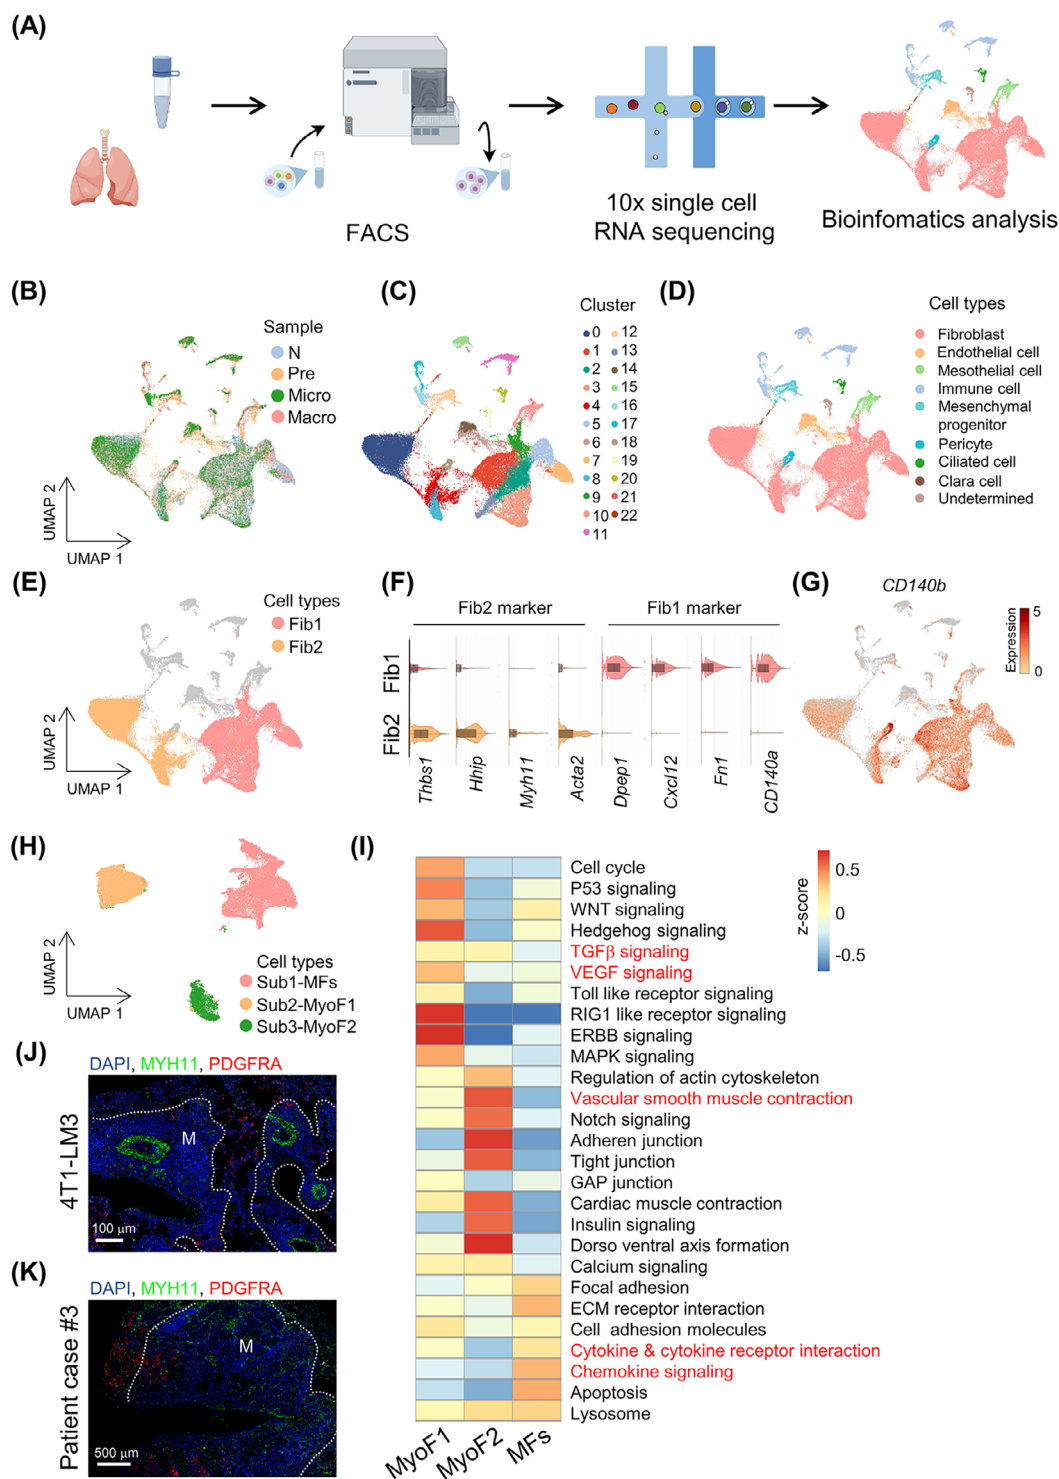 (A)
FACS
10x single cell
RNA sequencing
Bioinfomatics analysis
(B)
Sample
N
Pre
Micro
Macro
UMAP 2
UMAP 1
(C)
Cluster
0 12
1 13
2 14
3 15
4 16
5 17
6 18
7 19
8 20
9 21
10 22
11
(D)
Cell types
Fibroblast
Endothelial cell
Mesothelial cell
Immune cell
Mesenchymal
progenitor
Pericyte
Ciliated cell
Clara cell
Undetermined
(E)
Cell types
Fib1
Fib2
UMAP 2
UMAP 1
(F)
Fib2 marker Fib1 marker
Fib1
Fib2
Thbs1
Hhip
Myh11
Acta2
Dpep1
Cxcl12
Fn1
CD140a
(G)
CD140b
Expression
5
0
(H)
UMAP 2
UMAP 1
Cell types
Sub1-MFs
Sub2-MyoF1
Sub3-MyoF2
(I)
Cell cycle
P53 signaling
WNT signaling
Hedgehog signaling
TGFβ signaling
VEGF signaling
Toll like receptor signaling
RIG1 like receptor signaling
ERBB signaling
MAPK signaling
Regulation of actin cytoskeleton
Vascular smooth muscle contraction
Notch signaling
Adheren junction
Tight junction
GAP junction
Cardiac muscle contraction
Insulin signaling
Dorso ventral axis formation
Calcium signaling
Focal adhesion
ECM receptor interaction
Cell adhesion molecules
Cytokine & cytokine receptor interaction
Chemokine signaling
Apoptosis
Lysosome
MyoF1
MyoF2
MFs
z-score
0.5
0
-0.5
(J)
DAPI, MYH11, PDGFRA
4T1-LM3
M
100 μm
(K)
DAPI, MYH11, PDGFRA
Patient case #3
M
500 μm